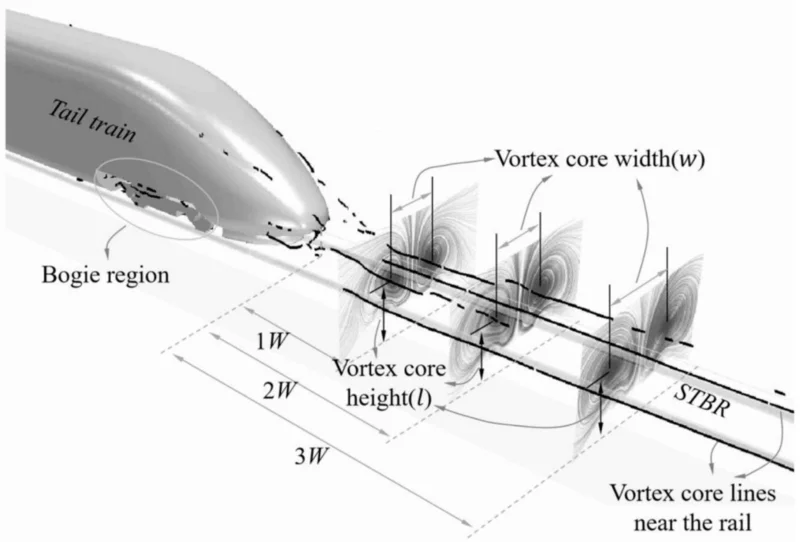 Tail train
Vortex core width(w)
Bogie region
1W
Vortex core
height(l)
2W
STBR
3W
Vortex core lines
near the rail